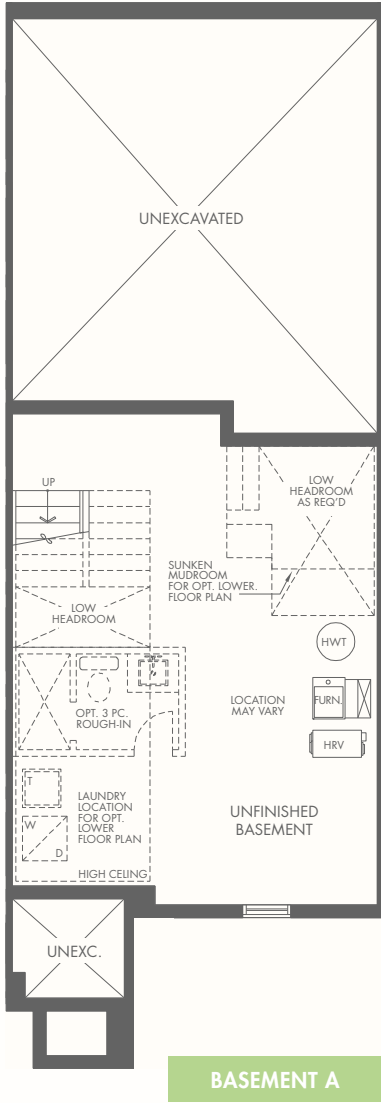 UNEXCAVATED
UP
LOW
HEADROOM
AS REQ'D
SUNKEN
MUDROOM
FOR OPT. LOWER.
FLOOR PLAN
LOW
HEADROOM
HWT
OPT. 3 PC.
ROUGH-IN
LOCATION
MAY VARY
FURN.
HRV
T
W
D
LAUNDRY
LOCATION
FOR OPT.
LOWER
FLOOR PLAN
HIGH CELING
UNFINISHED
BASEMENT
UNEXC.
BASEMENT A